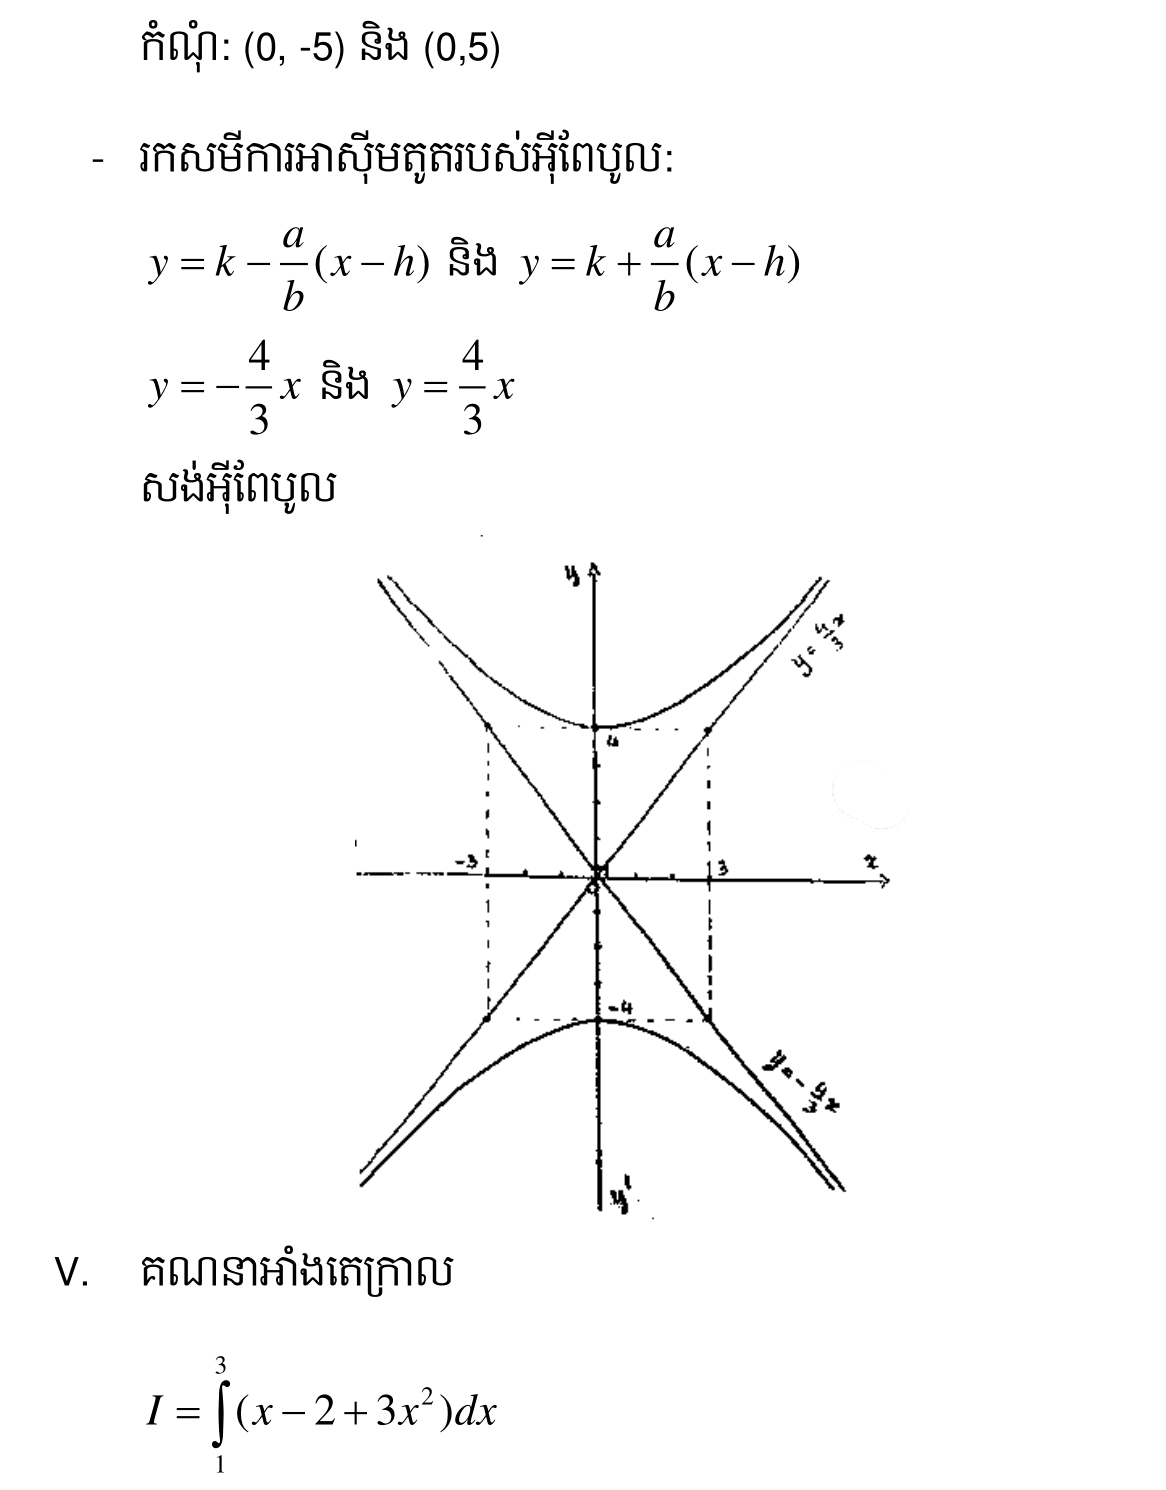 កំណុំ: (0, -5) និង (0,5)
- រកសមីការអាស៊ីមតូតរបស់អ៊ីពែបូល:
y = k − a/b (x − h) និង y = k + a/b (x − h)
y = − 4/3 x និង y = 4/3 x
សង់អ៊ីពែបូល
y
y = 4/3 x
4
-3
3
x
0
-4
y = - 4/3 x
y'
V. គណនាអាំងតេក្រាល
I = ∫₁³ (x − 2 + 3x²)dx